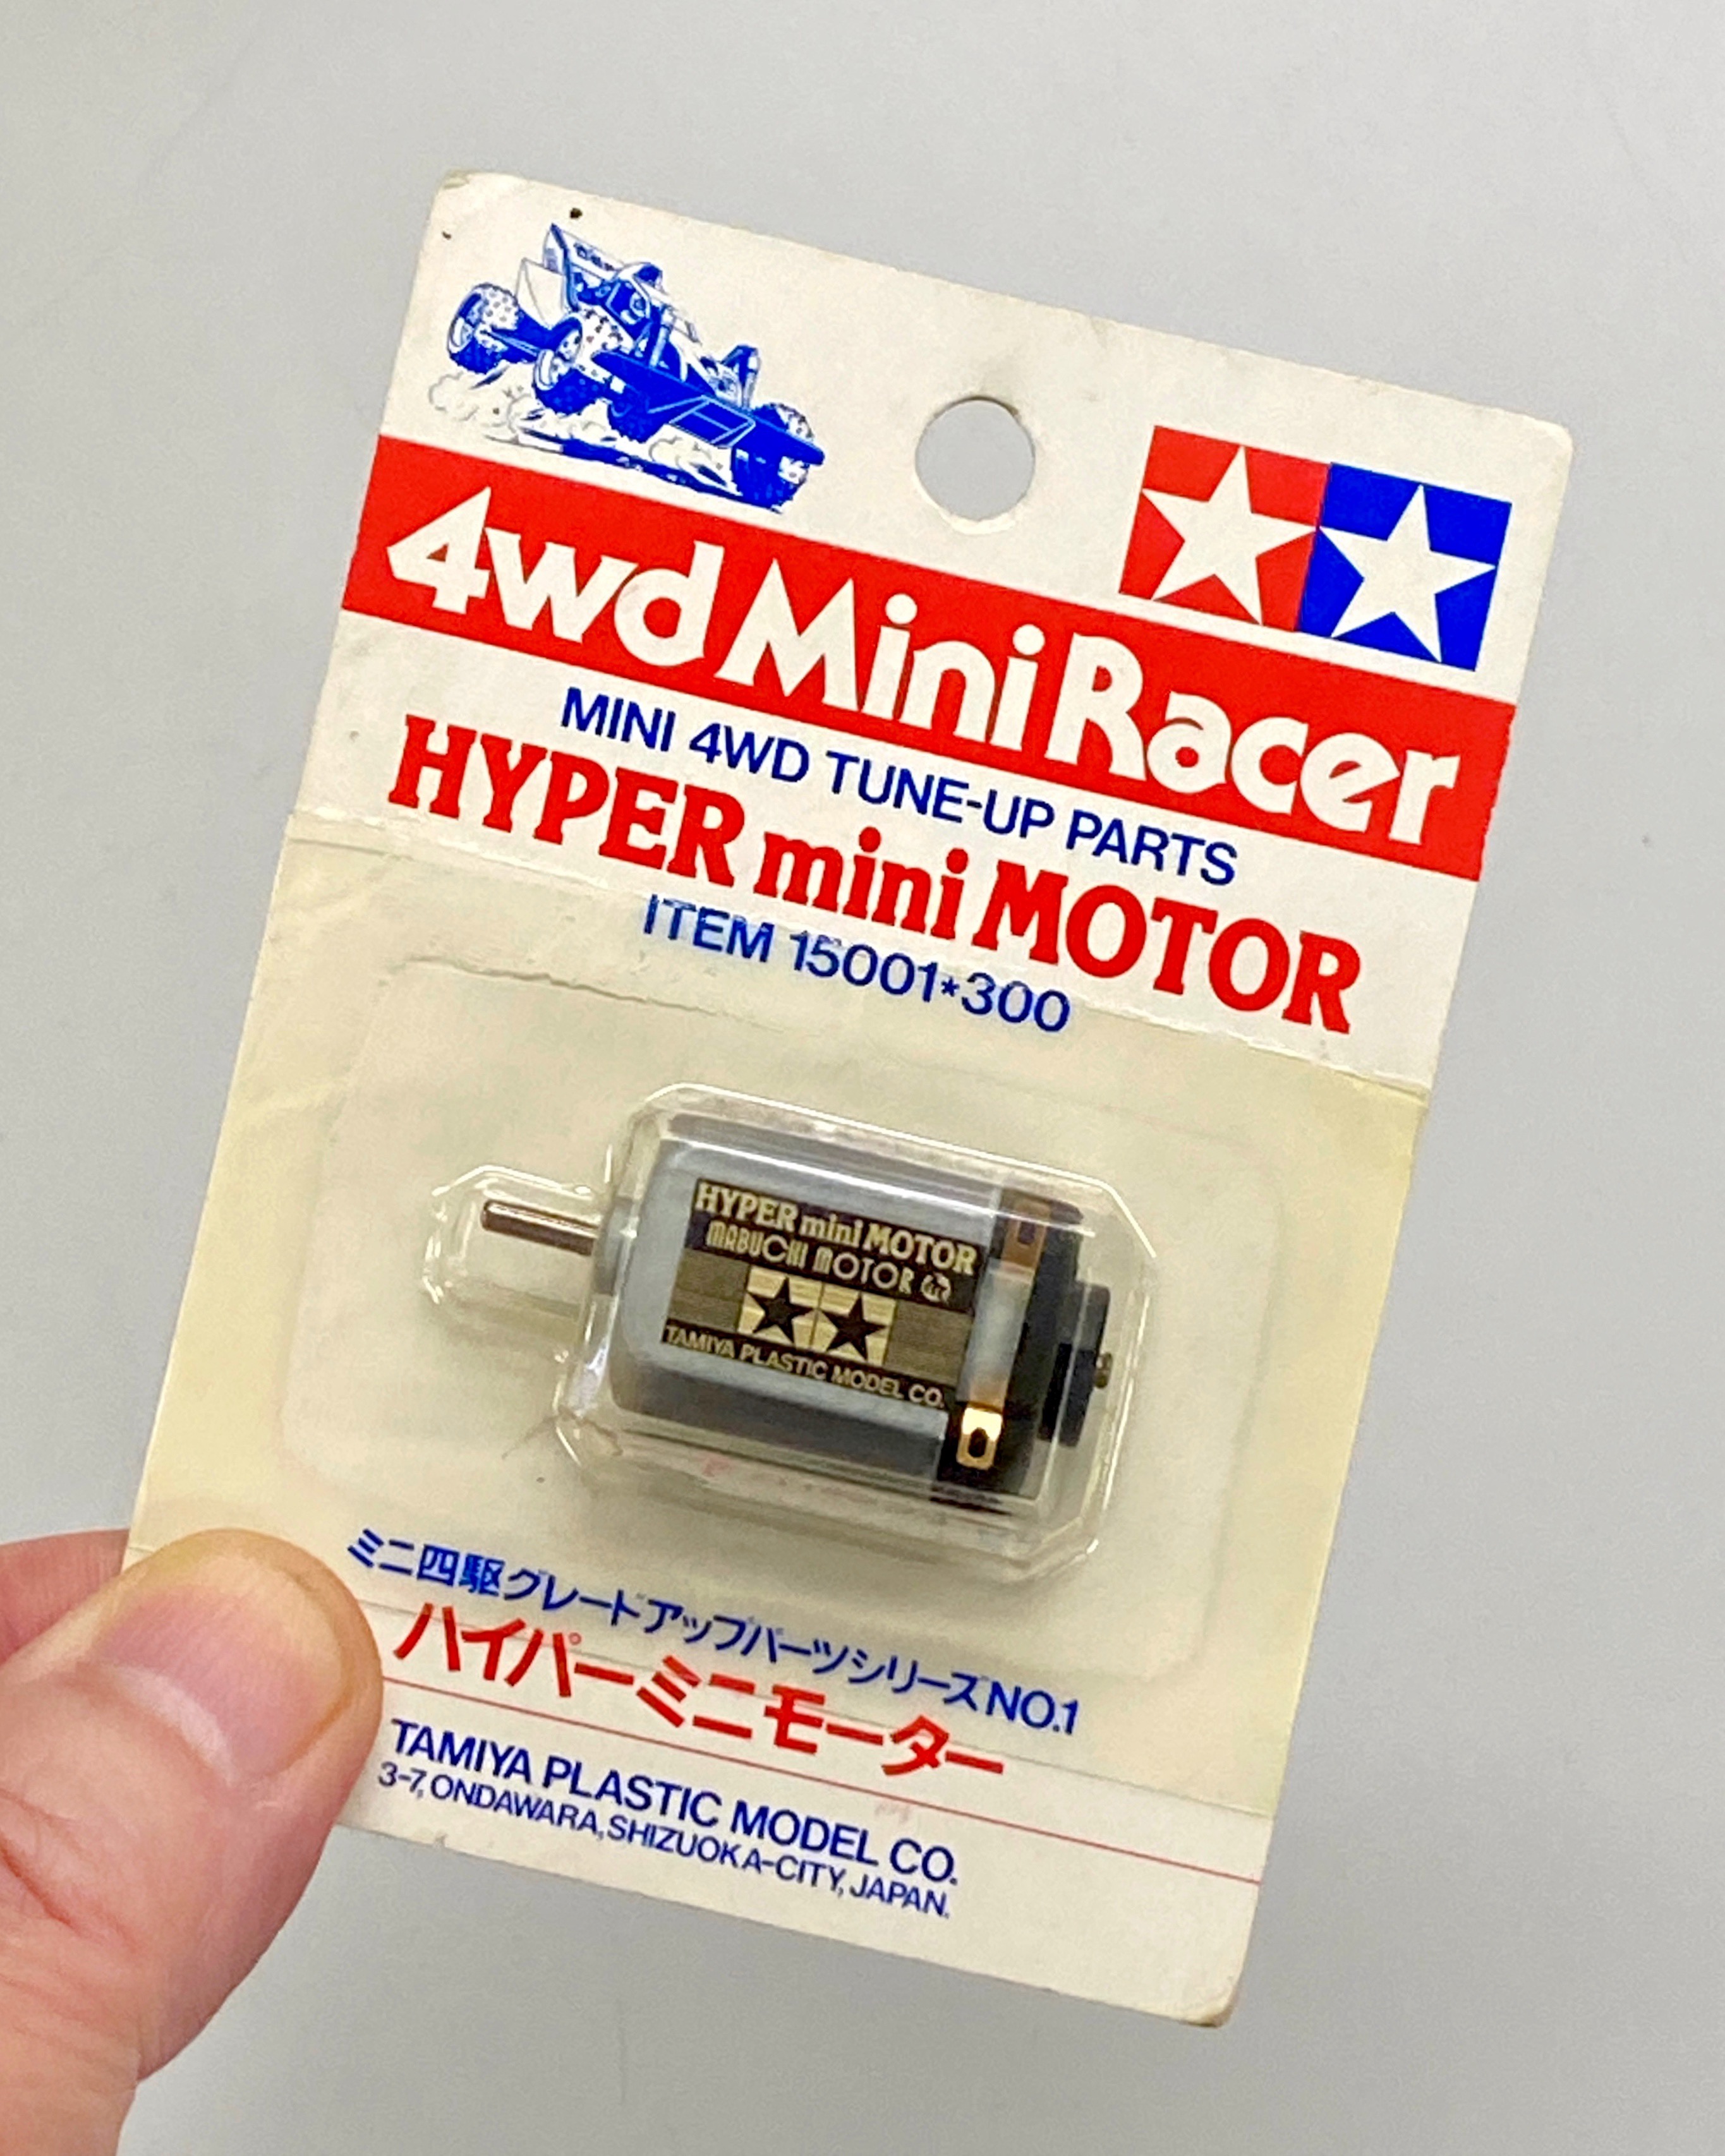 4wd Mini Racer
MINI 4WD TUNE-UP PARTS
HYPER mini MOTOR
ITEM 15001*300
HYPER mini MOTOR
MABUCHI MOTOR
TAMIYA PLASTIC MODEL CO.
ミニ四駆グレードアップパーツシリーズNO.1
ハイパーミニモーター
TAMIYA PLASTIC MODEL CO.
3-7, ONDAWARA, SHIZUOKA-CITY, JAPAN.